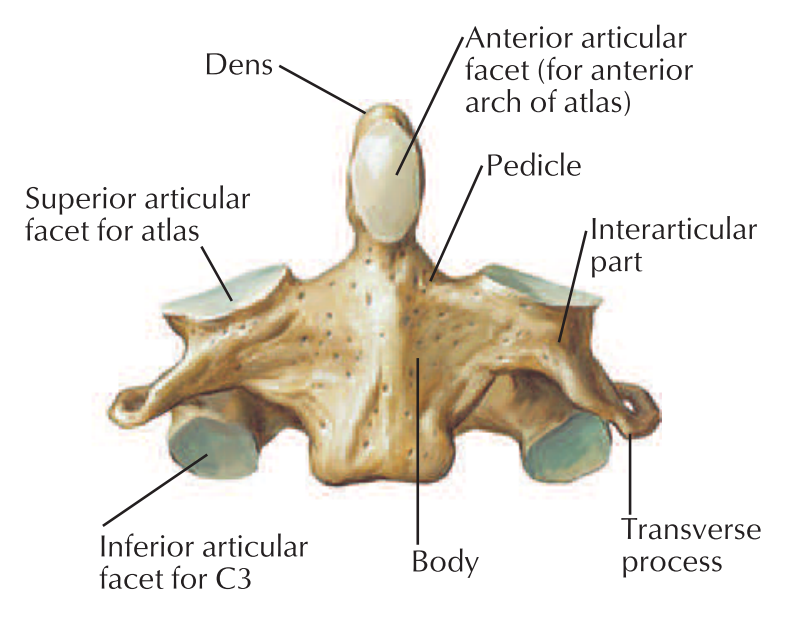 Dens
Anterior articular
facet (for anterior
arch of atlas)
Pedicle
Superior articular
facet for atlas
Interarticular
part
Inferior articular
facet for C3
Body
Transverse
process